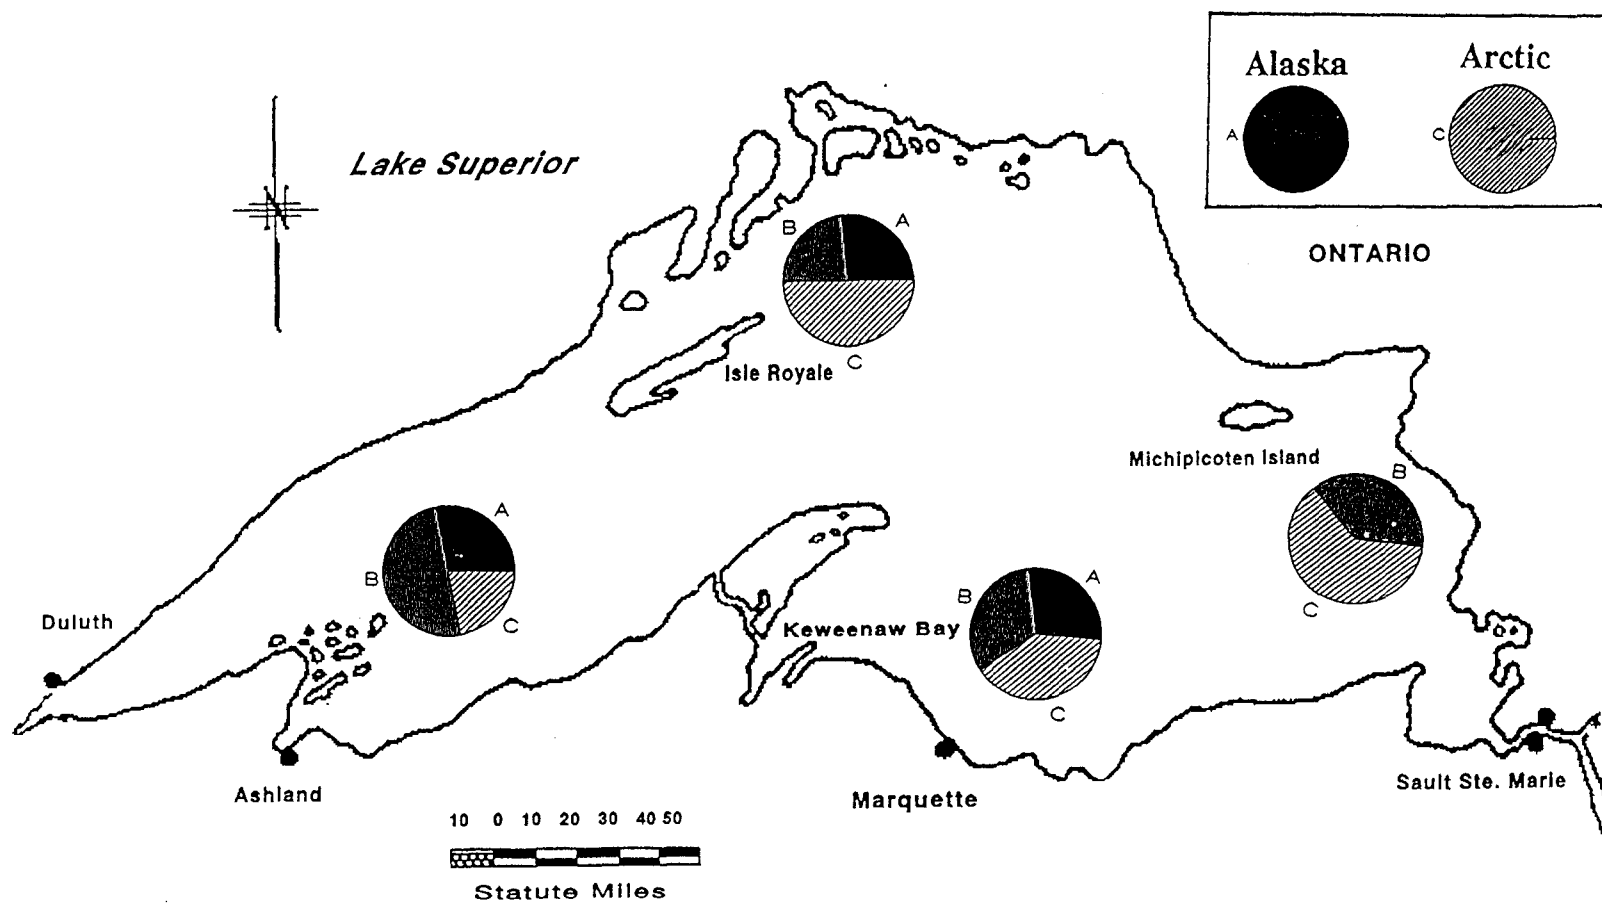 Alaska Arctic
A C
Lake Superior
ONTARIO
B A
C
Isle Royale
Michipicoten Island
B
C
A
B
C
B A
C
Duluth
Keweenaw Bay
Ashland
Marquette
Sault Ste. Marie
10 0 10 20 30 40 50
Statute Miles
N